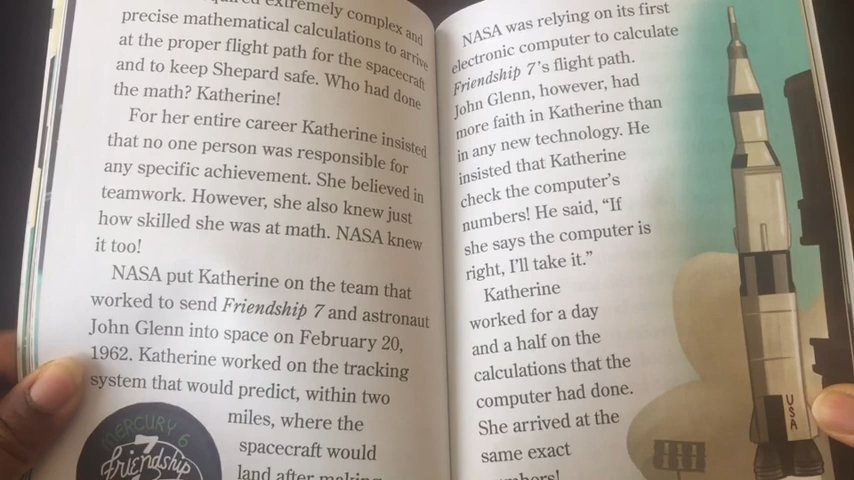 extremely complex and
precise mathematical calculations to arrive
at the proper flight path for the spacecraft
and to keep Shepard safe. Who had done
the math? Katherine!
For her entire career Katherine insisted
that no one person was responsible for
any specific achievement. She believed in
teamwork. However, she also knew just
how skilled she was at math. NASA knew
it too!
NASA put Katherine on the team that
worked to send Friendship 7 and astronaut
John Glenn into space on February 20,
1962. Katherine worked on the tracking
system that would predict, within two
miles, where the
spacecraft would
land after making
MERCURY 6
Friendship
7
NASA was relying on its first
electronic computer to calculate
Friendship 7’s flight path.
John Glenn, however, had
more faith in Katherine than
in any new technology. He
insisted that Katherine
check the computer’s
numbers! He said, “If
she says the computer is
right, I’ll take it.”
Katherine
worked for a day
and a half on the
calculations that the
computer had done.
She arrived at the
same exact
USA